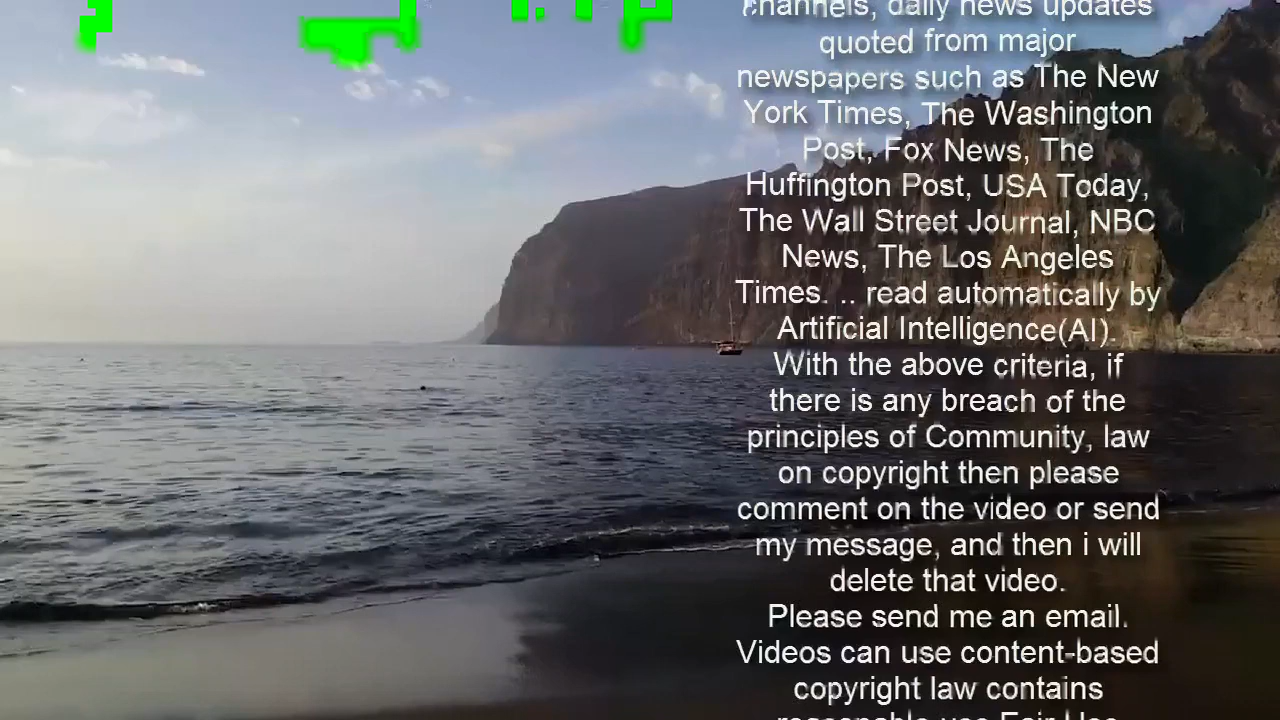 channels, daily news updates
quoted from major
newspapers such as The New
York Times, The Washington
Post, Fox News, The
Huffington Post, USA Today,
The Wall Street Journal, NBC
News, The Los Angeles
Times. .. read automatically by
Artificial Intelligence(AI).
With the above criteria, if
there is any breach of the
principles of Community, law
on copyright then please
comment on the video or send
my message, and then i will
delete that video.
Please send me an email.
Videos can use content-based
copyright law contains
reasonable use Fair Use